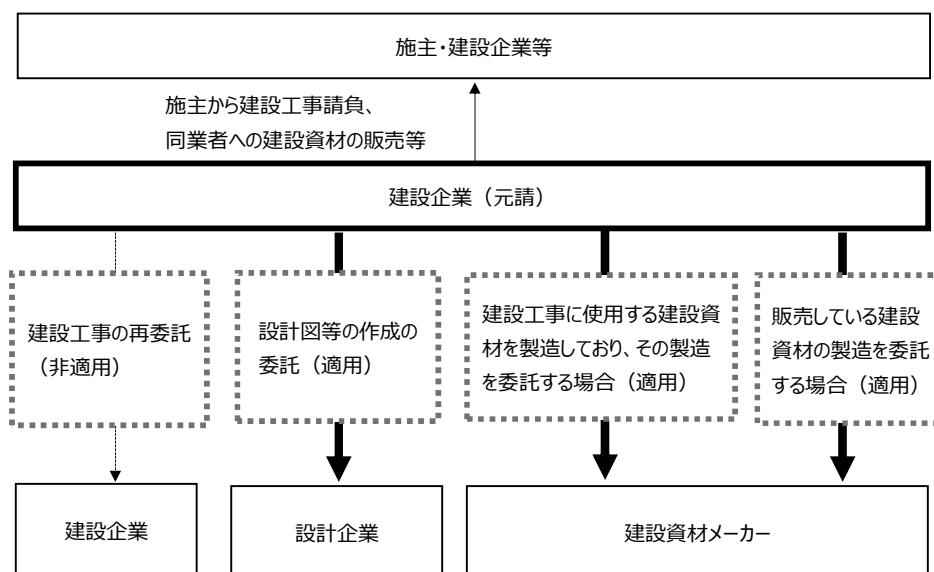 施主・建設企業等
施主から建設工事請負、
同業者への建設資材の販売等
建設企業（元請）
建設工事の再委託
（非適用）
設計図等の作成の
委託（適用）
建設工事に使用する建設資
材を製造しており、その製造
を委託する場合（適用）
販売している建設
資材の製造を委託
する場合（適用）
建設企業
設計企業
建設資材メーカー